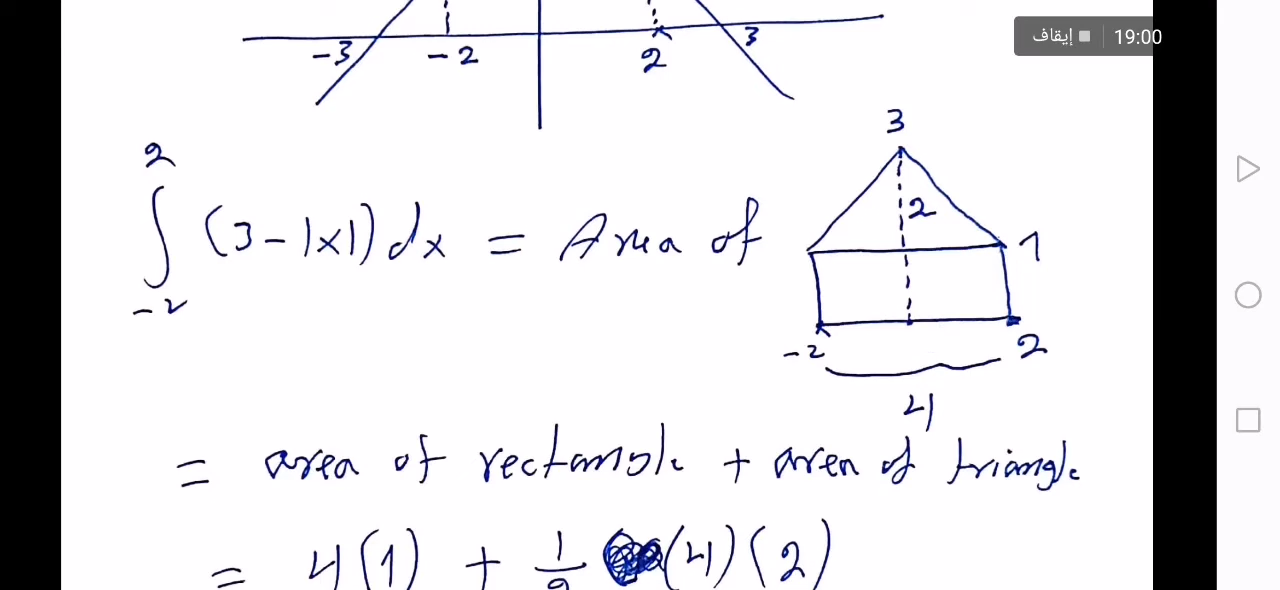 إيقاف 19:00
-3 -2 2 3
3
2
∫ (3-|x|) dx = Area of 2 1
-2
-2 2
4
= area of rectangle + area of triangle
= 4(1) + 1/2 (4)(2)